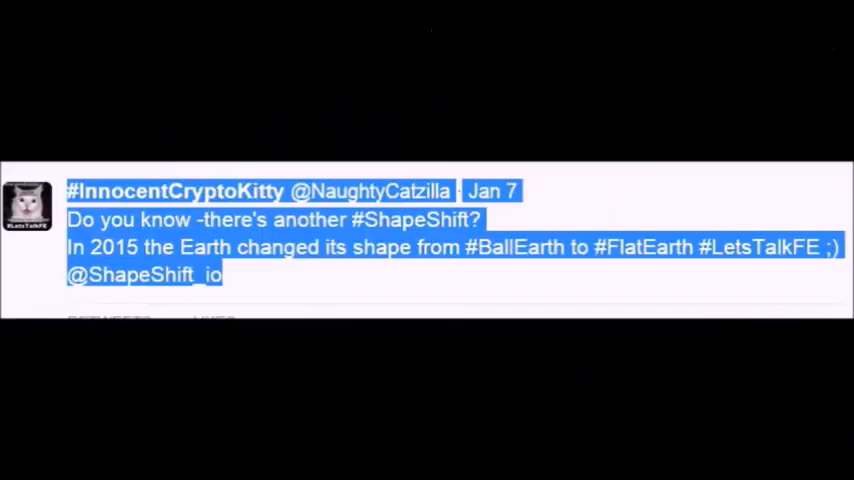 #InnocentCryptoKitty @NaughtyCatzilla · Jan 7
Do you know -there's another #ShapeShift?
In 2015 the Earth changed its shape from #BallEarth to #FlatEarth #LetsTalkFE ;)
@ShapeShift_io
#LetsTalkFE